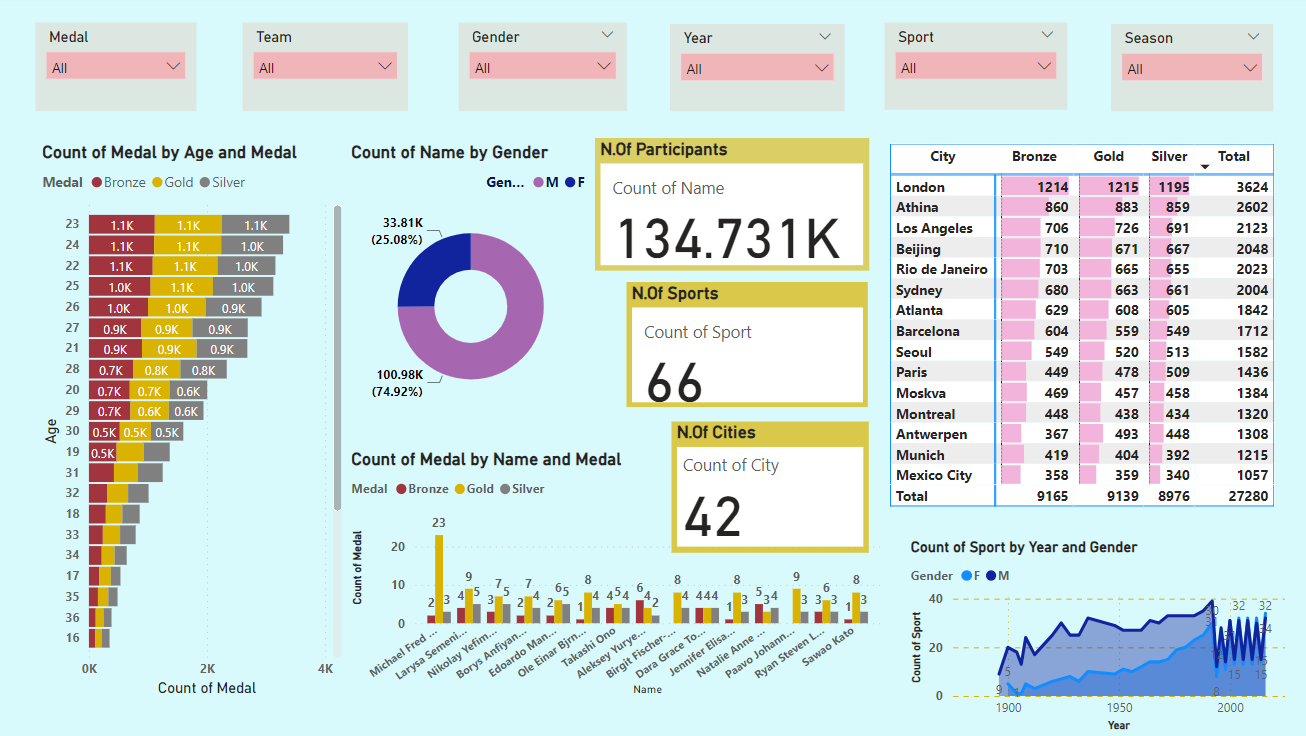 Medal
Team
Gender
Year
Sport
Season
All
All
All
All
All
All
Count of Medal by Age and Medal
Medal Bronze Gold Silver
23 1.1K 1.1K 1.1K
24 1.1K 1.1K 1.0K
22 1.1K 1.1K 1.0K
25 1.0K 1.1K 1.0K
26 1.0K 1.0K 0.9K
27 0.9K 0.9K 0.9K
21 0.9K 0.9K 0.9K
28 0.7K 0.8K 0.8K
20 0.7K 0.7K 0.6K
29 0.7K 0.6K 0.6K
30 0.5K 0.5K 0.5K
19 0.5K
31
32
18
33
34
17
35
36
16
Age
0K 2K 4K
Count of Medal
Count of Name by Gender
Gen... M F
33.81K
(25.08%)
100.98K
(74.92%)
N.Of Participants
Count of Name
134.731K
N.Of Sports
Count of Sport
66
N.Of Cities
Count of City
42
Count of Medal by Name and Medal
Medal Bronze Gold Silver
Count of Medal
20
10
0
2 23 3
4 9 5
3 7 5
2 7 4
2 6 5
1 8 4
4 5 4
6 4 2
8 4
4 4 4
1 8 3
5 3 4
9 3
3 6 3
1 8 3
Michael Fred ...
Larysa Semeni...
Nikolay Yefim...
Borys Anfiyan...
Edoardo Man...
Ole Einar Bjrn...
Takashi Ono
Aleksey Yurye...
Birgit Fischer-...
Dara Grace To...
Jennifer Elisa...
Natalie Anne ...
Paavo Johann...
Ryan Steven L...
Sawao Kato
Name
City Bronze Gold Silver Total
London 1214 1215 1195 3624
Athina 860 883 859 2602
Los Angeles 706 726 691 2123
Beijing 710 671 667 2048
Rio de Janeiro 703 665 655 2023
Sydney 680 663 661 2004
Atlanta 629 608 605 1842
Barcelona 604 559 549 1712
Seoul 549 520 513 1582
Paris 449 478 509 1436
Moskva 469 457 458 1384
Montreal 448 438 434 1320
Antwerpen 367 493 448 1308
Munich 419 404 392 1215
Mexico City 358 359 340 1057
Total 9165 9139 8976 27280
Count of Sport by Year and Gender
Gender F M
Count of Sport
40
20
0
9
5
30
32
32
34
15
15
8
1900 1950 2000
Year